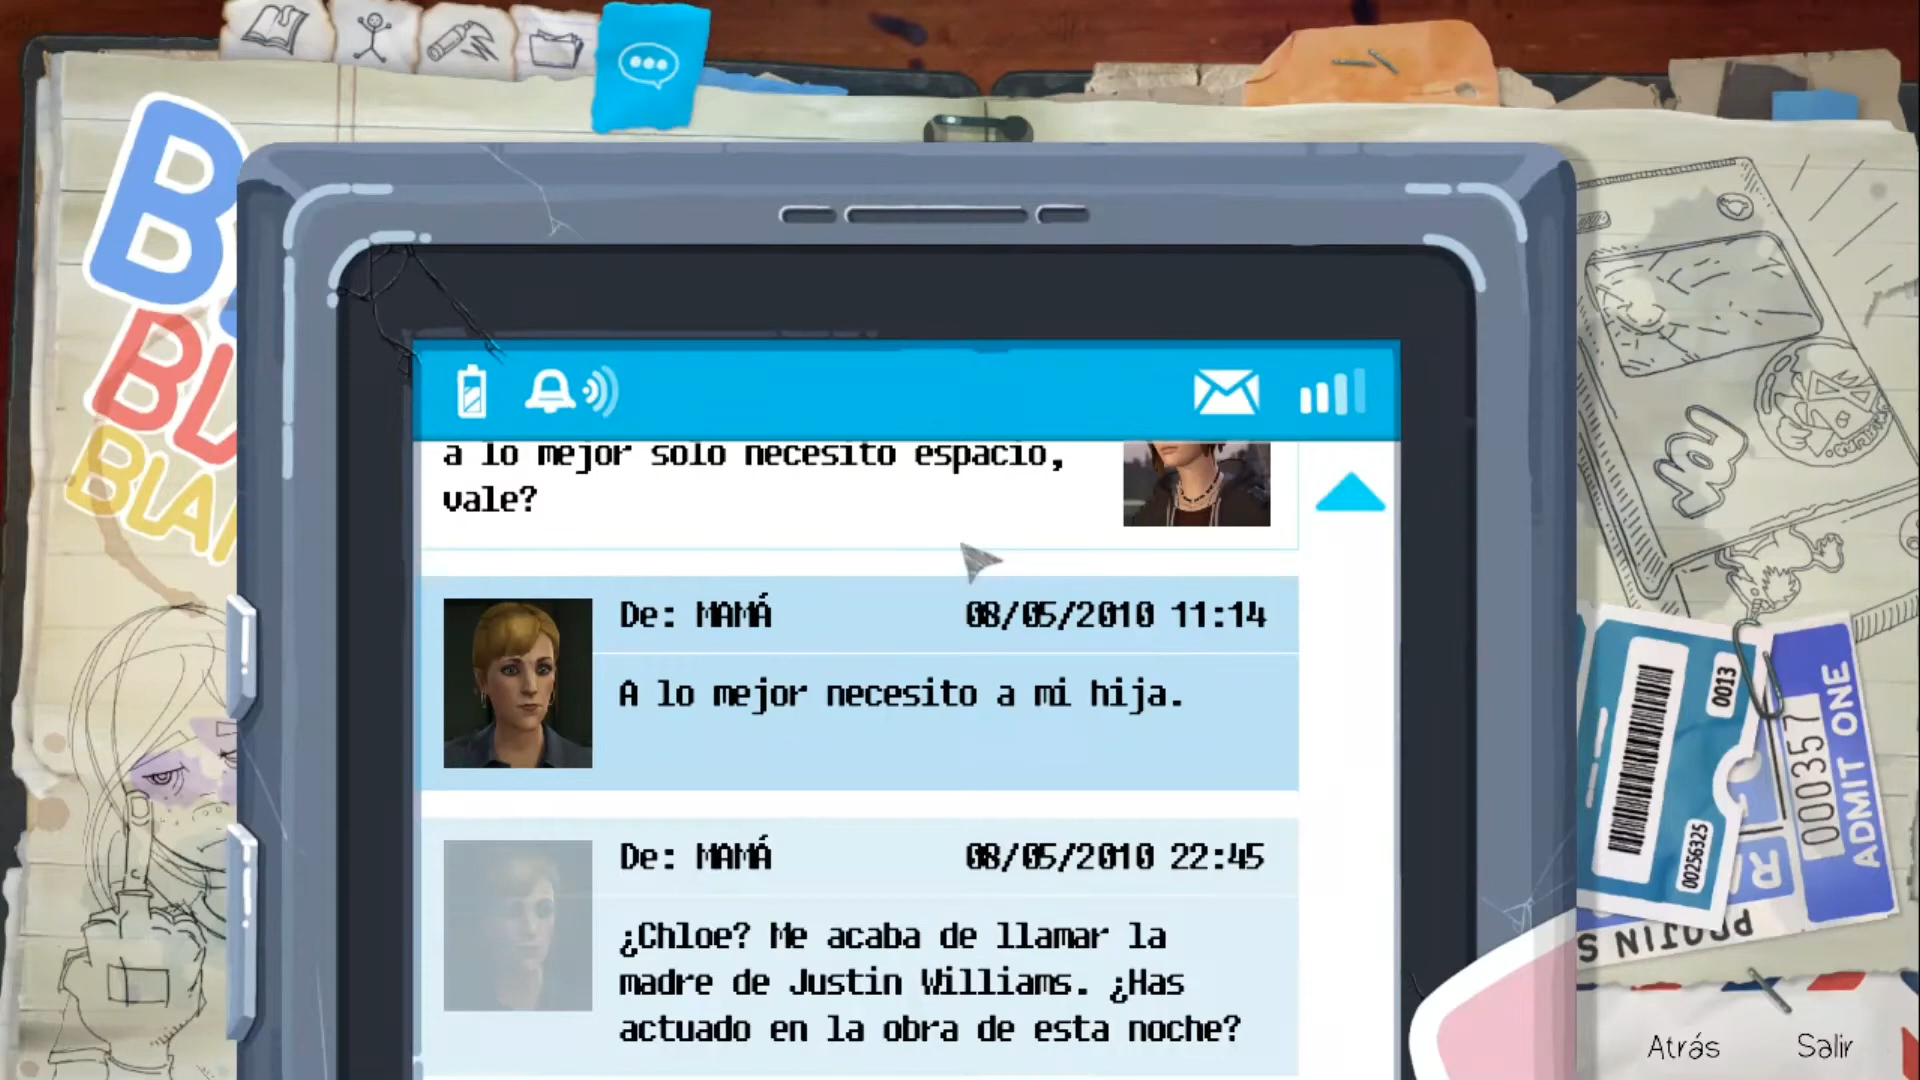 a lo mejor solo necesito espacio,
vale?
De: MAMÁ 08/05/2010 11:14
A lo mejor necesito a mi hija.
De: MAMÁ 08/05/2010 22:45
¿Chloe? Me acaba de llamar la
madre de Justin Williams. ¿Has
actuado en la obra de esta noche?
BLA
0013
00256325
000357
ADMIT ONE
Atrás
Salir